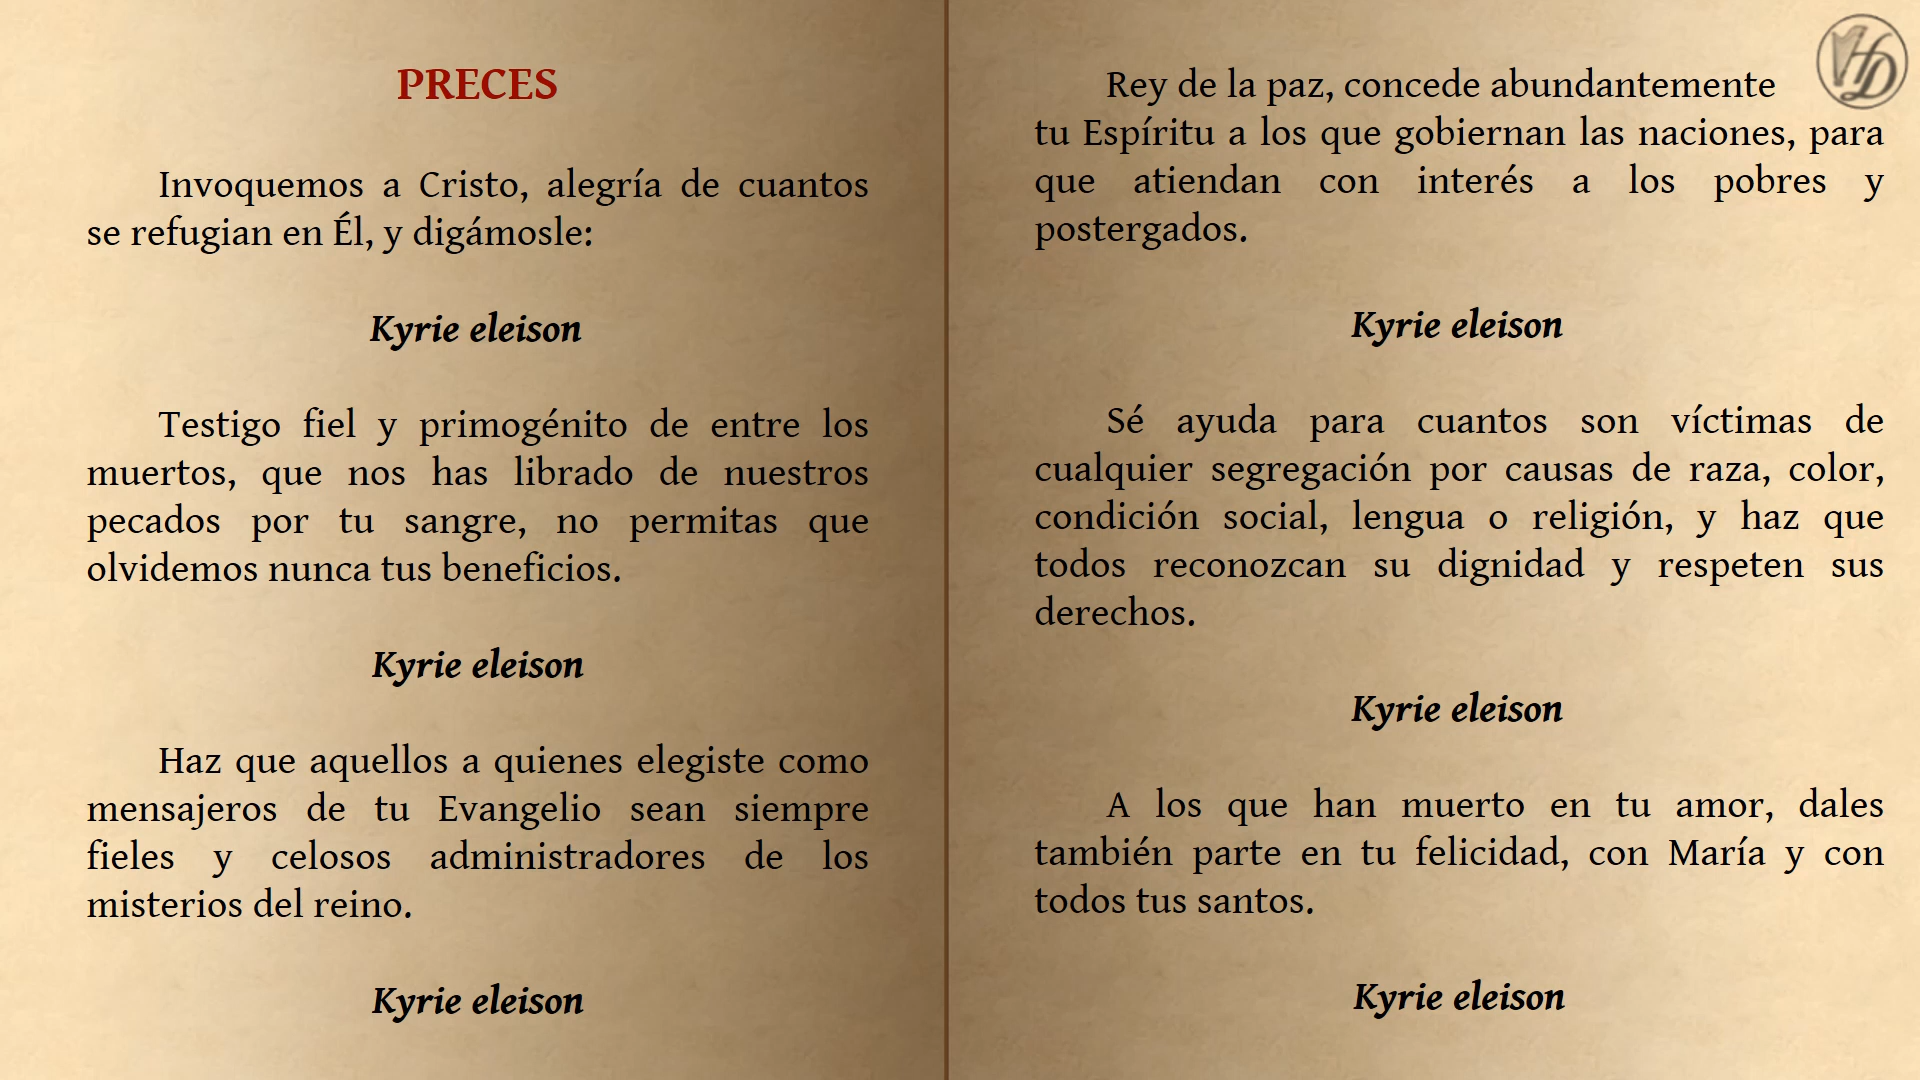 PRECES
Invoquemos a Cristo, alegría de cuantos
se refugian en Él, y digámosle:
Kyrie eleison
Testigo fiel y primogénito de entre los
muertos, que nos has librado de nuestros
pecados por tu sangre, no permitas que
olvidemos nunca tus beneficios.
Kyrie eleison
Haz que aquellos a quienes elegiste como
mensajeros de tu Evangelio sean siempre
fieles y celosos administradores de los
misterios del reino.
Kyrie eleison
Rey de la paz, concede abundantemente
tu Espíritu a los que gobiernan las naciones, para
que atiendan con interés a los pobres y
postergados.
Kyrie eleison
Sé ayuda para cuantos son víctimas de
cualquier segregación por causas de raza, color,
condición social, lengua o religión, y haz que
todos reconozcan su dignidad y respeten sus
derechos.
Kyrie eleison
A los que han muerto en tu amor, dales
también parte en tu felicidad, con María y con
todos tus santos.
Kyrie eleison
HD